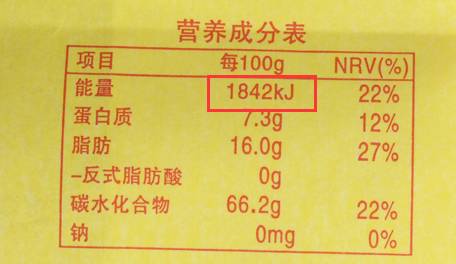 营养成分表
项目 每100g NRV(%)
能量 1842kJ 22%
蛋白质 7.3g 12%
脂肪 16.0g 27%
-反式脂肪酸 0g
碳水化合物 66.2g 22%
钠 0mg 0%